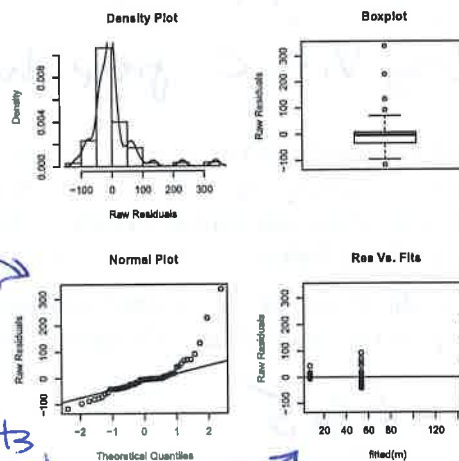 Density Plot
Density
0.000 0.004 0.008
-100 0 100 200 300
Raw Residuals
Boxplot
Raw Residuals
-100 0 100 200 300
Normal Plot
Raw Residuals
-100 0 100 200 300
-2 -1 0 1 2
Theoretical Quantiles
Res Vs. Fits
Raw Residuals
-100 0 100 200 300
20 40 60 80 100 140
fitted(m)